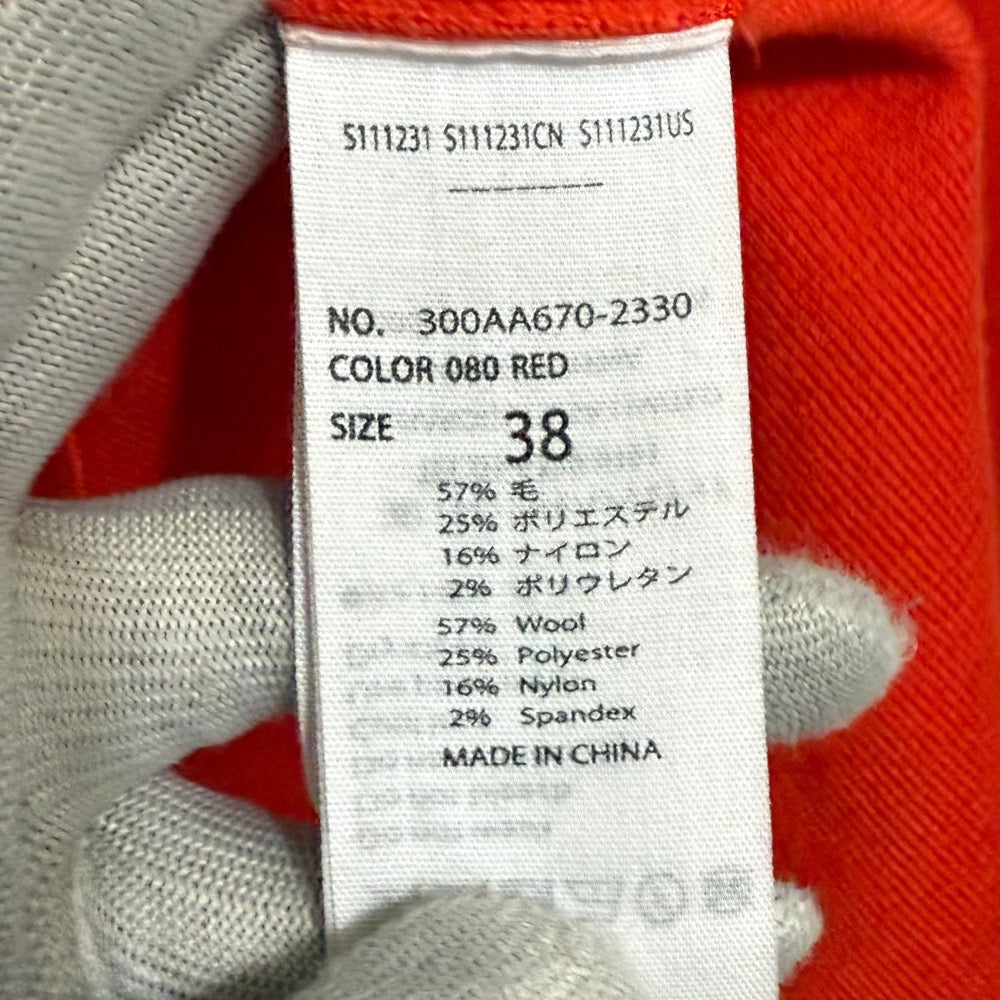 S111231 S111231CN S111231US
-------
NO. 300AA670-2330
COLOR 080 RED
SIZE 38
57% 毛
25% ポリエステル
16% ナイロン
2% ポリウレタン
57% Wool
25% Polyester
16% Nylon
2% Spandex
MADE IN CHINA